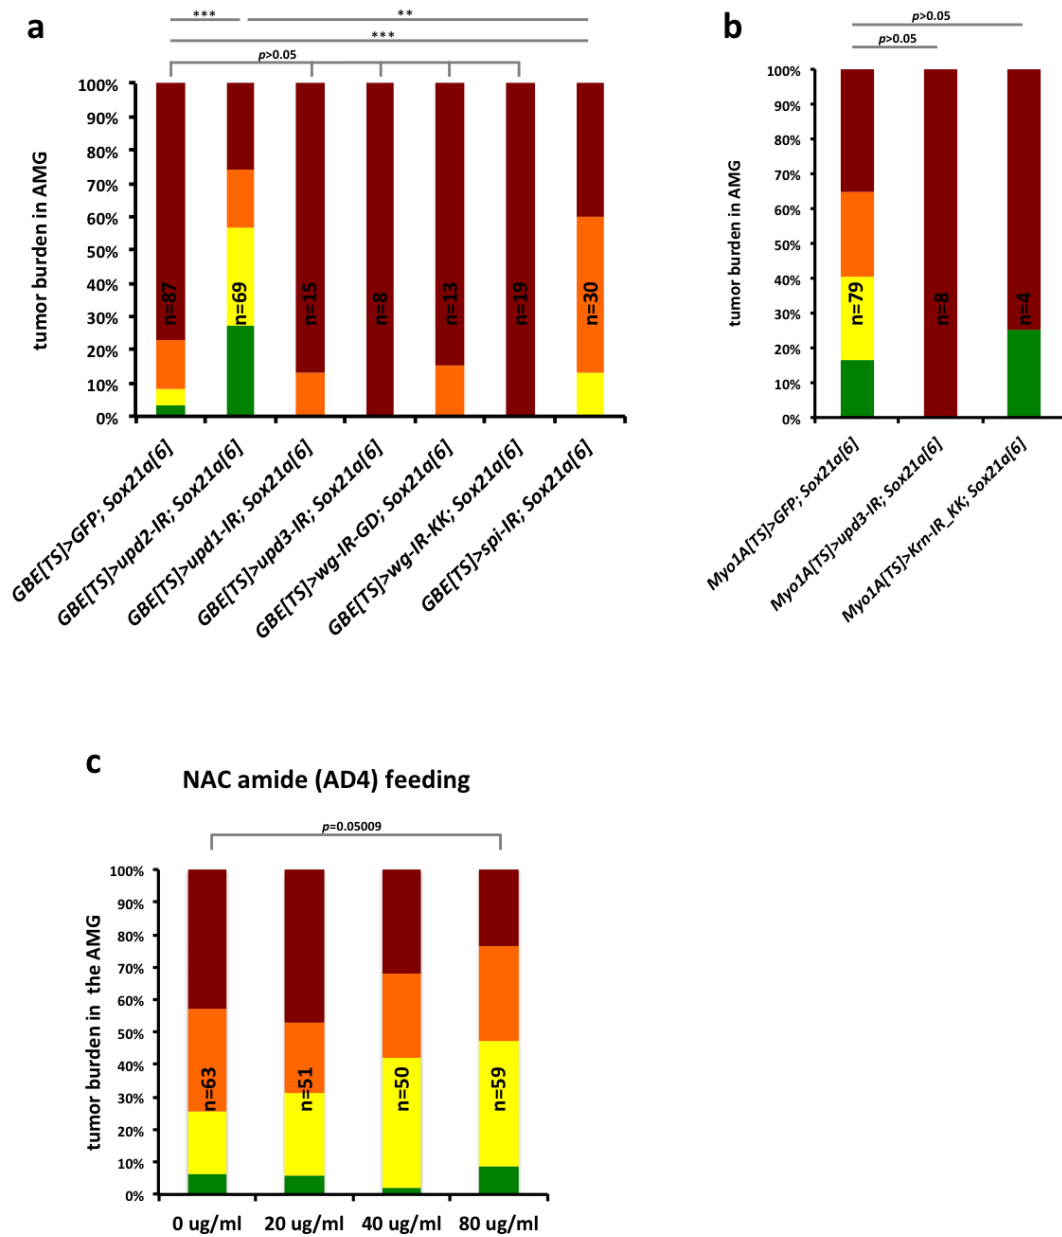 a
***
**
***
p>0.05
tumor burden in AMG
100%
90%
80%
70%
60%
50%
40%
30%
20%
10%
0%
n=87
n=69
n=15
n=8
n=13
n=19
n=30
GBE[TS]>GFP; Sox21a[6]
GBE[TS]>upd2-IR; Sox21a[6]
GBE[TS]>upd1-IR; Sox21a[6]
GBE[TS]>upd3-IR; Sox21a[6]
GBE[TS]>wg-IR-GD; Sox21a[6]
GBE[TS]>wg-IR-KK; Sox21a[6]
GBE[TS]>spi-IR; Sox21a[6]
b
p>0.05
p>0.05
tumor burden in AMG
100%
90%
80%
70%
60%
50%
40%
30%
20%
10%
0%
n=79
n=8
n=4
Myo1A[TS]>GFP; Sox21a[6]
Myo1A[TS]>upd3-IR; Sox21a[6]
Myo1A[TS]>Krn-IR_KK; Sox21a[6]
c
NAC amide (AD4) feeding
p=0.05009
tumor burden in the AMG
100%
90%
80%
70%
60%
50%
40%
30%
20%
10%
0%
n=63
n=51
n=50
n=59
0 ug/ml
20 ug/ml
40 ug/ml
80 ug/ml